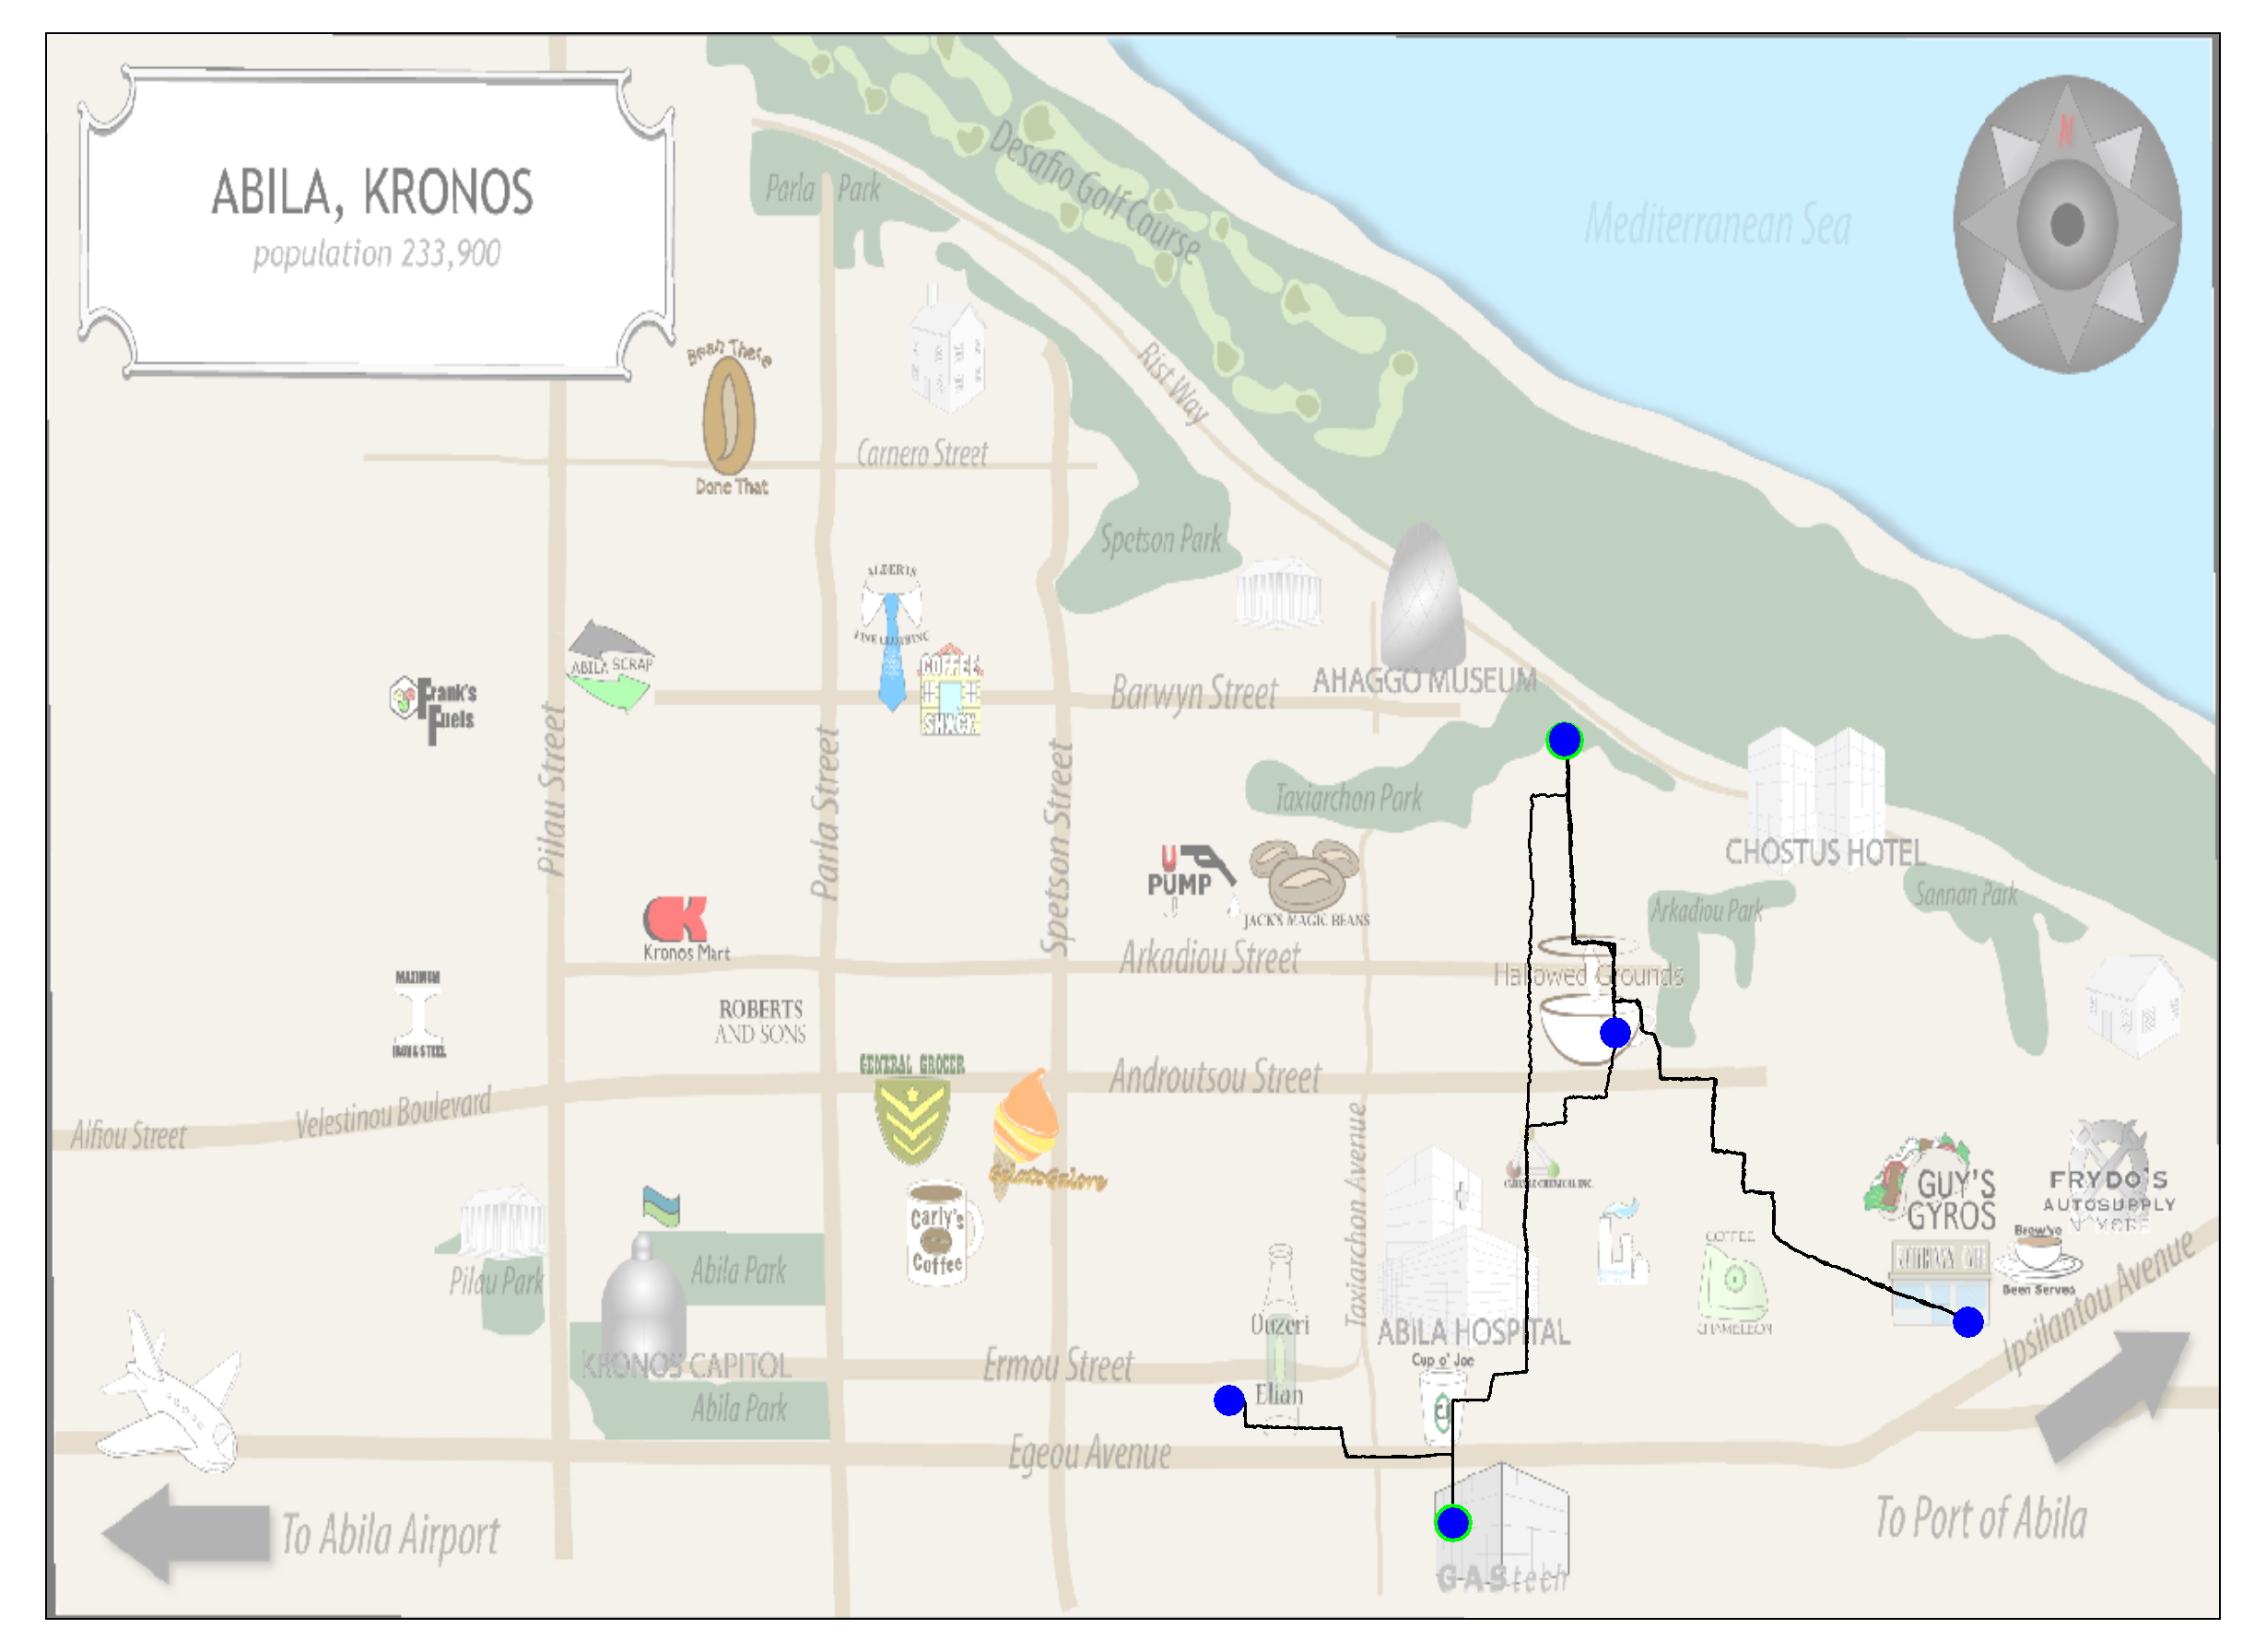 ABILA, KRONOS
population 233,900
N
Mediterranean Sea
Desafio Golf Course
Parla Park
Rist Way
Bean There
Done That
Carnero Street
Spetson Park
ALBERTS
FINE CLOTHING
ABILA SCRAP
Frank's
Fuels
COFFEE
SHACK
Barwyn Street
AHAGGO MUSEUM
Pilau Street
Parla Street
Spetson Street
Taxiarchon Park
CHOSTUS HOTEL
U
PUMP
JACK'S MAGIC BEANS
Arkadiou Park
Sannan Park
Kronos Mart
Arkadiou Street
Hallowed Grounds
MAXIMUM
IRON & STEEL
ROBERTS
AND SONS
GENERAL GROCER
Androutsou Street
Alfiou Street
Velestinou Boulevard
GelatoGalore
Taxiarchon Avenue
GUY'S
GYROS
FRYDO'S
AUTOSUPPLY
N' MORE
Carly's
Coffee
Brew've
Been Served
COFFEE
CHAMELEON
Pilau Park
Abila Park
Ouzeri
Elian
ABILA HOSPITAL
Cup o' Joe
KRONOS CAPITOL
Ermou Street
Abila Park
Egeou Avenue
Ipsilantou Avenue
To Abila Airport
To Port of Abila
GAStech